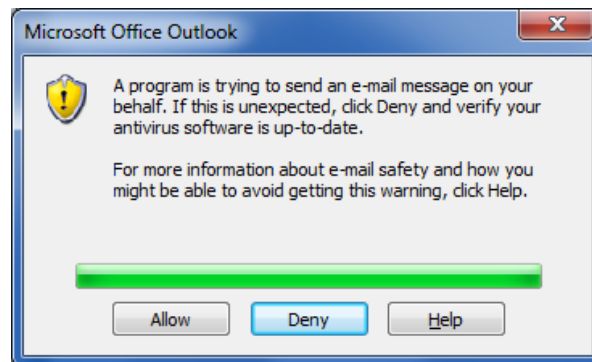 Microsoft Office Outlook
A program is trying to send an e-mail message on your
behalf. If this is unexpected, click Deny and verify your
antivirus software is up-to-date.
For more information about e-mail safety and how you
might be able to avoid getting this warning, click Help.
Allow Deny Help